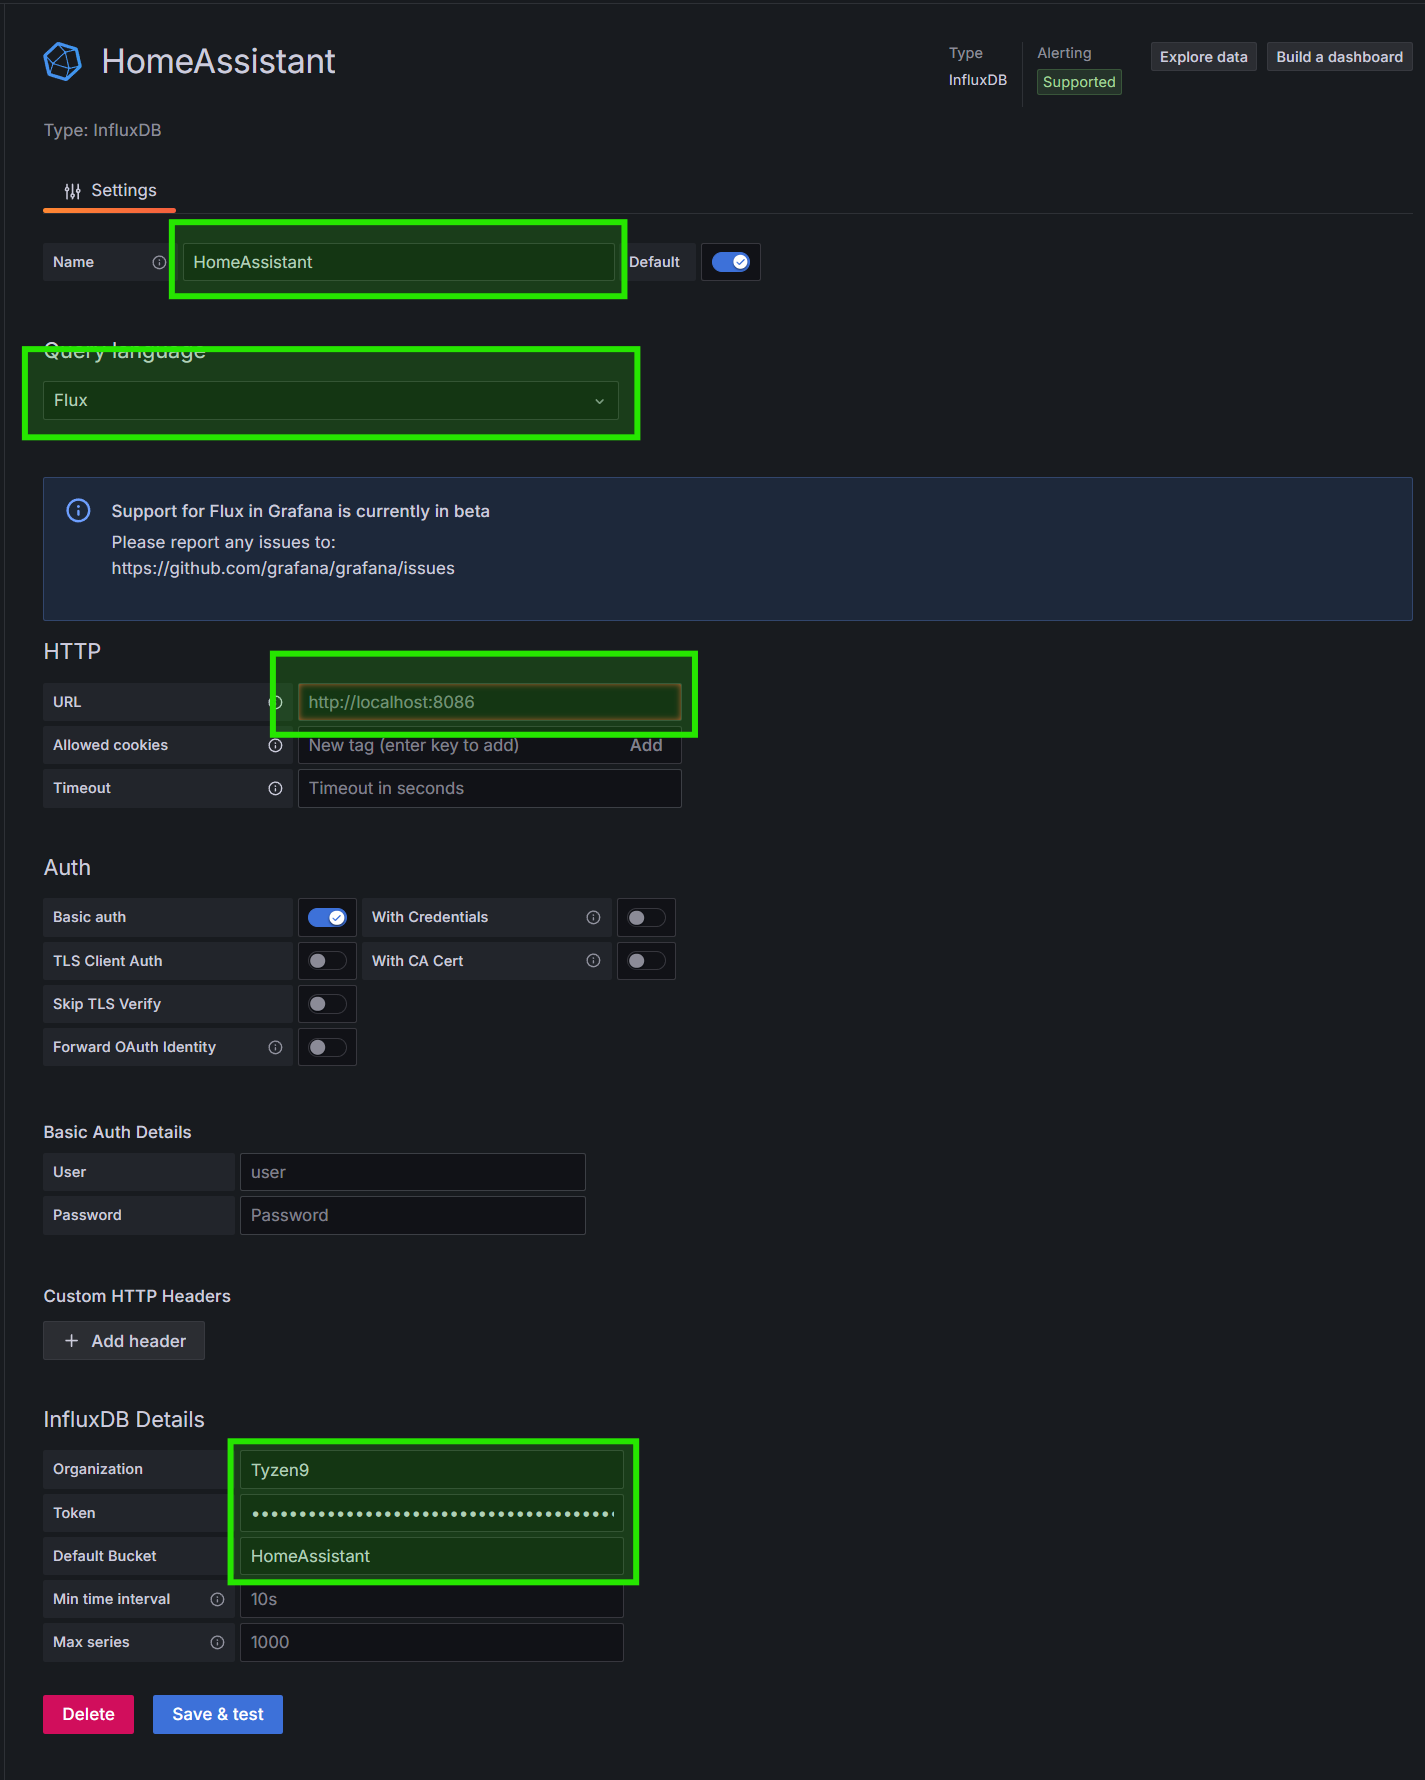 HomeAssistant
Type
InfluxDB
Alerting
Supported
Explore data
Build a dashboard
Type: InfluxDB
Settings
Name
HomeAssistant
Default
Query language
Flux
Support for Flux in Grafana is currently in beta
Please report any issues to:
https://github.com/grafana/grafana/issues
HTTP
URL
http://localhost:8086
Allowed cookies
New tag (enter key to add)
Add
Timeout
Timeout in seconds
Auth
Basic auth
With Credentials
TLS Client Auth
With CA Cert
Skip TLS Verify
Forward OAuth Identity
Basic Auth Details
User
user
Password
Password
Custom HTTP Headers
Add header
InfluxDB Details
Organization
Tyzen9
Token
Default Bucket
HomeAssistant
Min time interval
10s
Max series
1000
Delete
Save & test